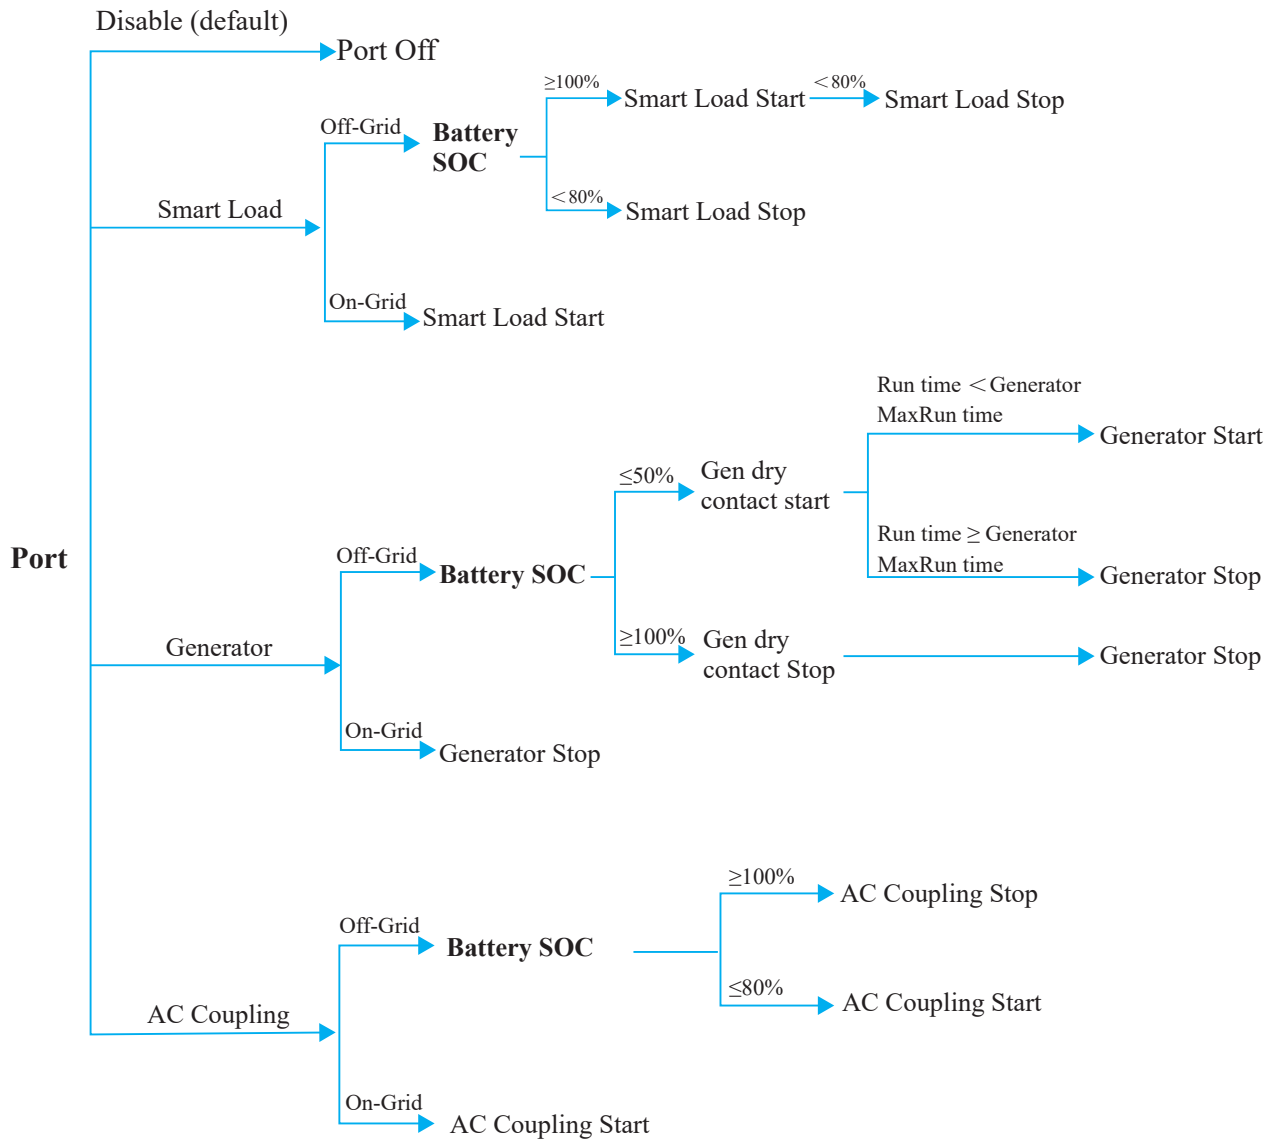 Disable (default)
Port Off
≥100%
Smart Load Start
＜80%
Smart Load Stop
Off-Grid
Battery
SOC
＜80%
Smart Load Stop
Smart Load
On-Grid
Smart Load Start
Run time ＜Generator
MaxRun time
Generator Start
≤50%
Gen dry
contact start
Run time ≥ Generator
MaxRun time
Generator Stop
Port
Off-Grid
Battery SOC
≥100%
Gen dry
contact Stop
Generator Stop
Generator
On-Grid
Generator Stop
≥100%
AC Coupling Stop
Off-Grid
Battery SOC
≤80%
AC Coupling Start
AC Coupling
On-Grid
AC Coupling Start